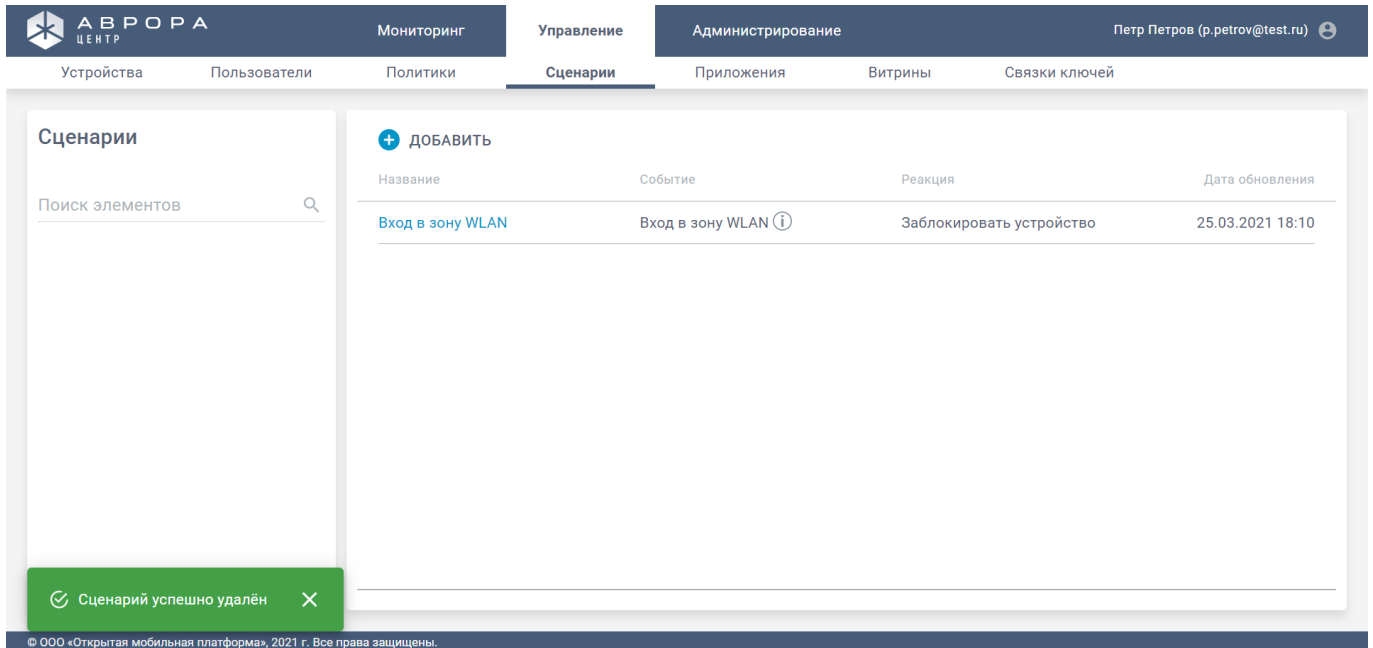 АВРОРА
ЦЕНТР
Мониторинг Управление Администрирование Петр Петров (p.petrov@test.ru)
Устройства Пользователи Политики Сценарии Приложения Витрины Связки ключей
Сценарии
Поиск элементов
ДОБАВИТЬ
Название Событие Реакция Дата обновления
Вход в зону WLAN Вход в зону WLAN Заблокировать устройство 25.03.2021 18:10
Сценарий успешно удалён
© ООО «Открытая мобильная платформа», 2021 г. Все права защищены.